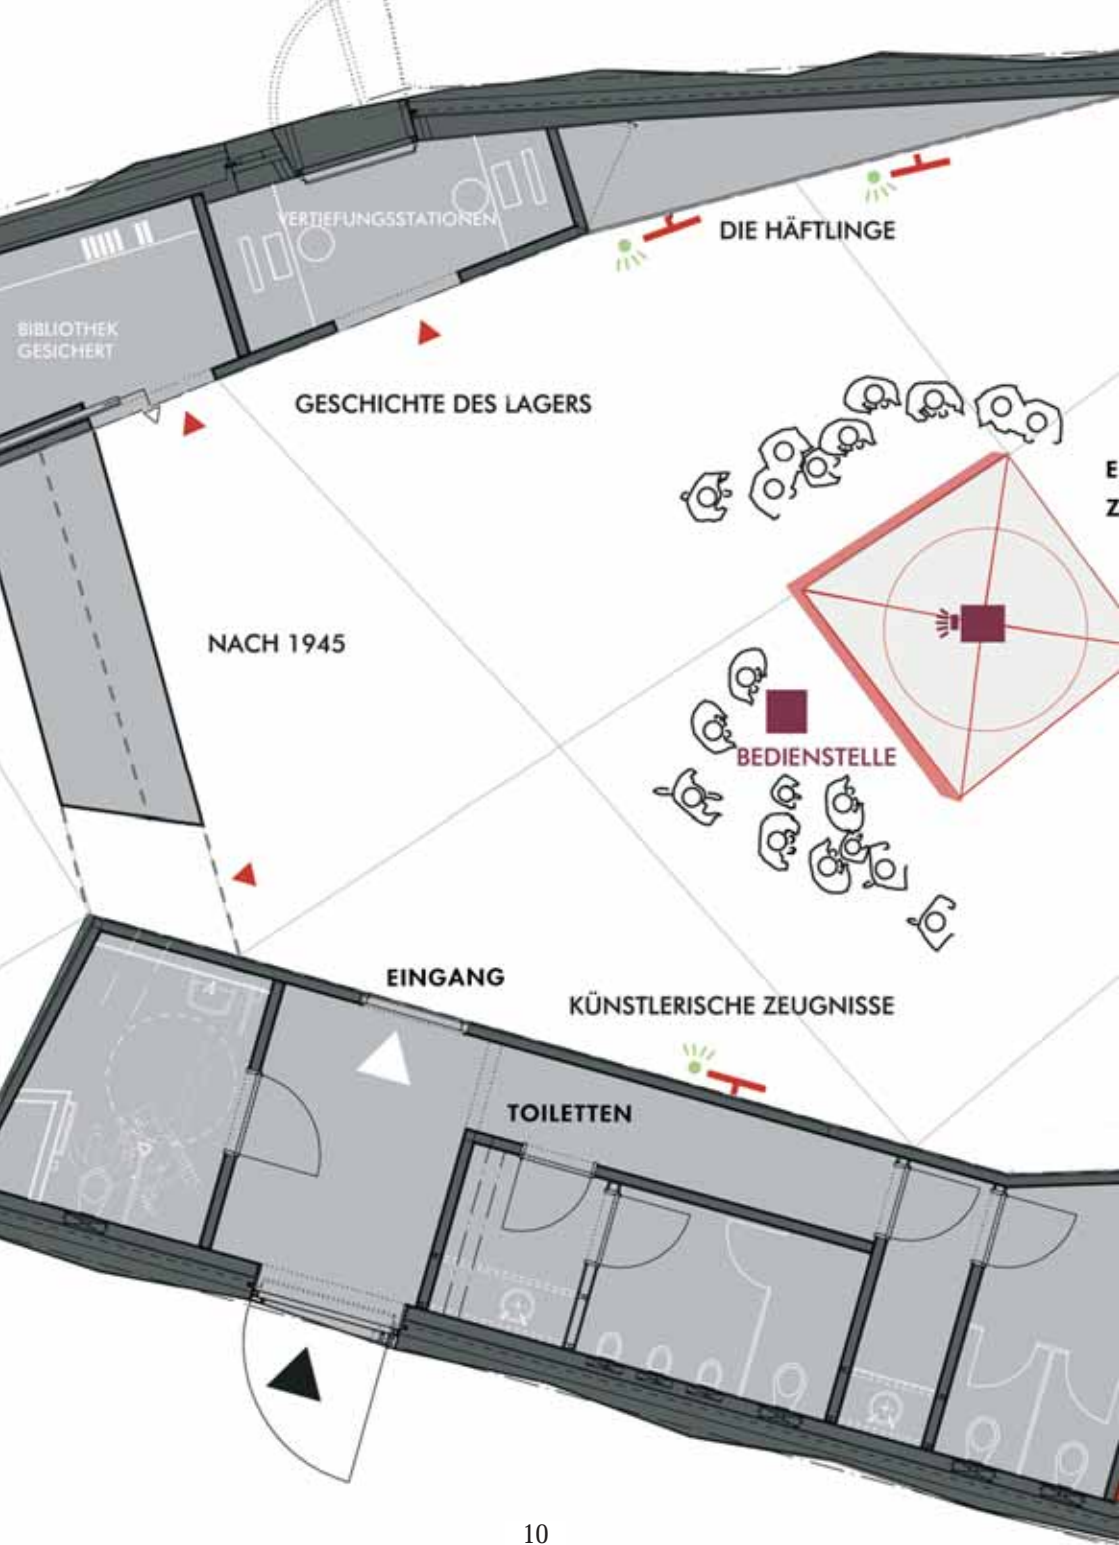 VERTIEFUNGSSTATIONEN
DIE HÄFTLINGE
BIBLIOTHEK
GESICHERT
GESCHICHTE DES LAGERS
E
Z
NACH 1945
BEDIENSTELLE
EINGANG
KÜNSTLERISCHE ZEUGNISSE
TOILETTEN
10